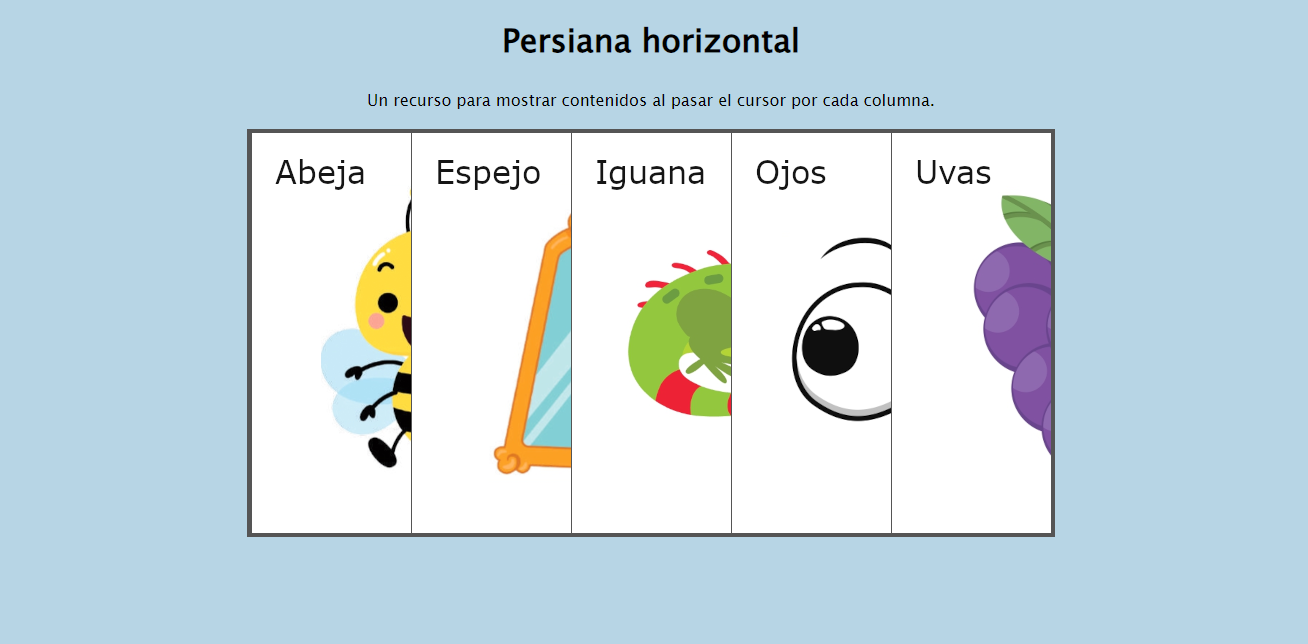 Persiana horizontal
Un recurso para mostrar contenidos al pasar el cursor por cada columna.
Abeja
Espejo
Iguana
Ojos
Uvas